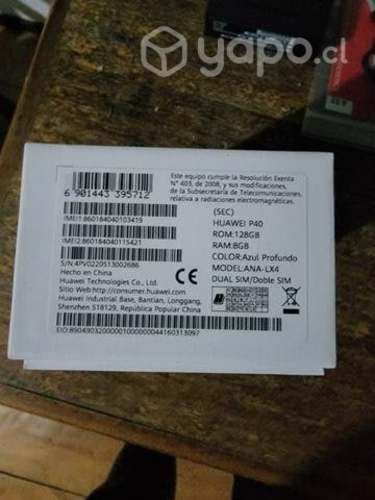 yapo.cl
6 901443 395712
IMEI1:860184040103419
IMEI2:860184040115421
S/N:4PV0220513002686
Hecho en China
Huawei Technologies Co., Ltd.
Sitio Web:http://consumer.huawei.com
Huawei Industrial Base, Bantian, Longgang,
Shenzhen 518129, República Popular China
EID:89049032000001000000044160313097
Este equipo cumple la Resolución Exenta
N° 403, de 2008, y sus modificaciones,
de la Subsecretaría de Telecomunicaciones,
relativa a radiaciones electromagnéticas.
(SEC)
HUAWEI P40
ROM:128GB
RAM:8GB
COLOR:Azul Profundo
MODEL:ANA-LX4
DUAL SIM/Doble SIM
CE